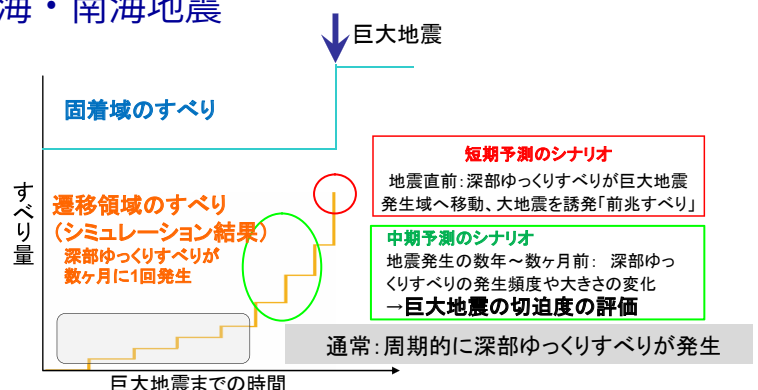 海・南海地震
巨大地震
固着域のすべり
すべり量
遷移領域のすべり
（シミュレーション結果）
深部ゆっくりすべりが
数ヶ月に1回発生
短期予測のシナリオ
地震直前：深部ゆっくりすべりが巨大地震
発生域へ移動、大地震を誘発「前兆すべり」
中期予測のシナリオ
地震発生の数年～数ヶ月前： 深部ゆっ
くりすべりの発生頻度や大きさの変化
→巨大地震の切迫度の評価
通常：周期的に深部ゆっくりすべりが発生
巨大地震までの時間